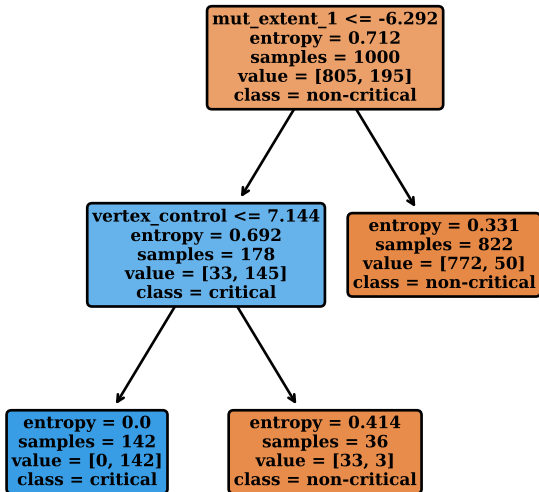 mut_extent_1 <= -6.292
entropy = 0.712
samples = 1000
value = [805, 195]
class = non-critical
vertex_control <= 7.144
entropy = 0.692
samples = 178
value = [33, 145]
class = critical
entropy = 0.331
samples = 822
value = [772, 50]
class = non-critical
entropy = 0.0
samples = 142
value = [0, 142]
class = critical
entropy = 0.414
samples = 36
value = [33, 3]
class = non-critical